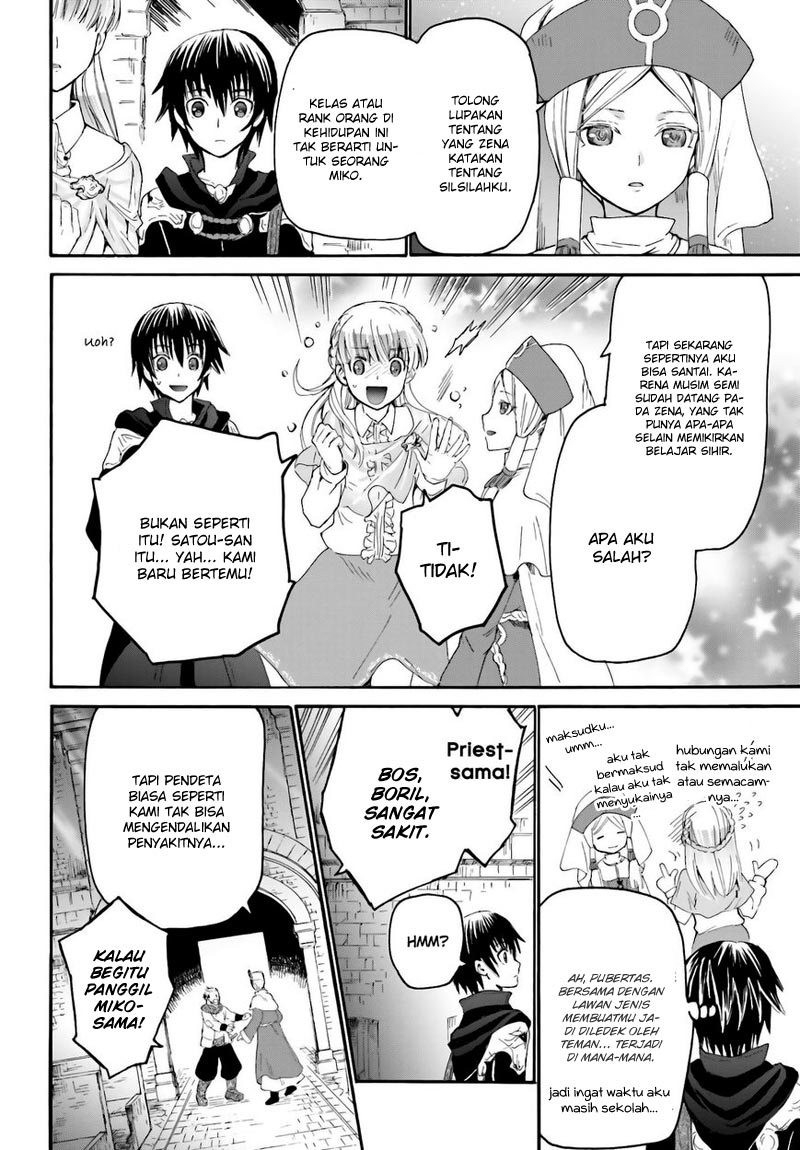 TOLONG
LUPAKAN
TENTANG
YANG ZENA
KATAKAN
TENTANG
SILSILAHKU.
KELAS ATAU
RANK ORANG DI
KEHIDUPAN INI
TAK BERARTI UN-
TUK SEORANG
MIKO.
TAPI SEKARANG
SEPERTINYA AKU
BISA SANTAI. KA-
RENA MUSIM SEMI
SUDAH DATANG PA-
DA ZENA, YANG TAK
PUNYA APA-APA
SELAIN MEMIKIRKAN
BELAJAR SIHIR.
APA AKU
SALAH?
TI-
TIDAK!
Uoh?
BUKAN SEPERTI
ITU! SATOU-SAN
ITU... YAH... KAMI
BARU BERTEMU!
hubungan kami
tak memalukan
atau semacam-
nya...
maksudku...
umm...
aku tak
bermaksud
kalau aku tak
menyukainya
...
AH, PUBERTAS.
BERSAMA DENGAN
LAWAN JENIS
MEMBUATMU JA-
DI DILEDEK OLEH
TEMAN... TERJADI
DI MANA-MANA.
jadi ingat waktu aku
masih sekolah...
Priest-
sama!
BOS,
BORIL,
SANGAT
SAKIT.
HMM?
TAPI PENDETA
BIASA SEPERTI
KAMI TAK BISA
MENGENDALIKAN
PENYAKITNYA...
KALAU
BEGITU
PANGGIL
MIKO-
SAMA!